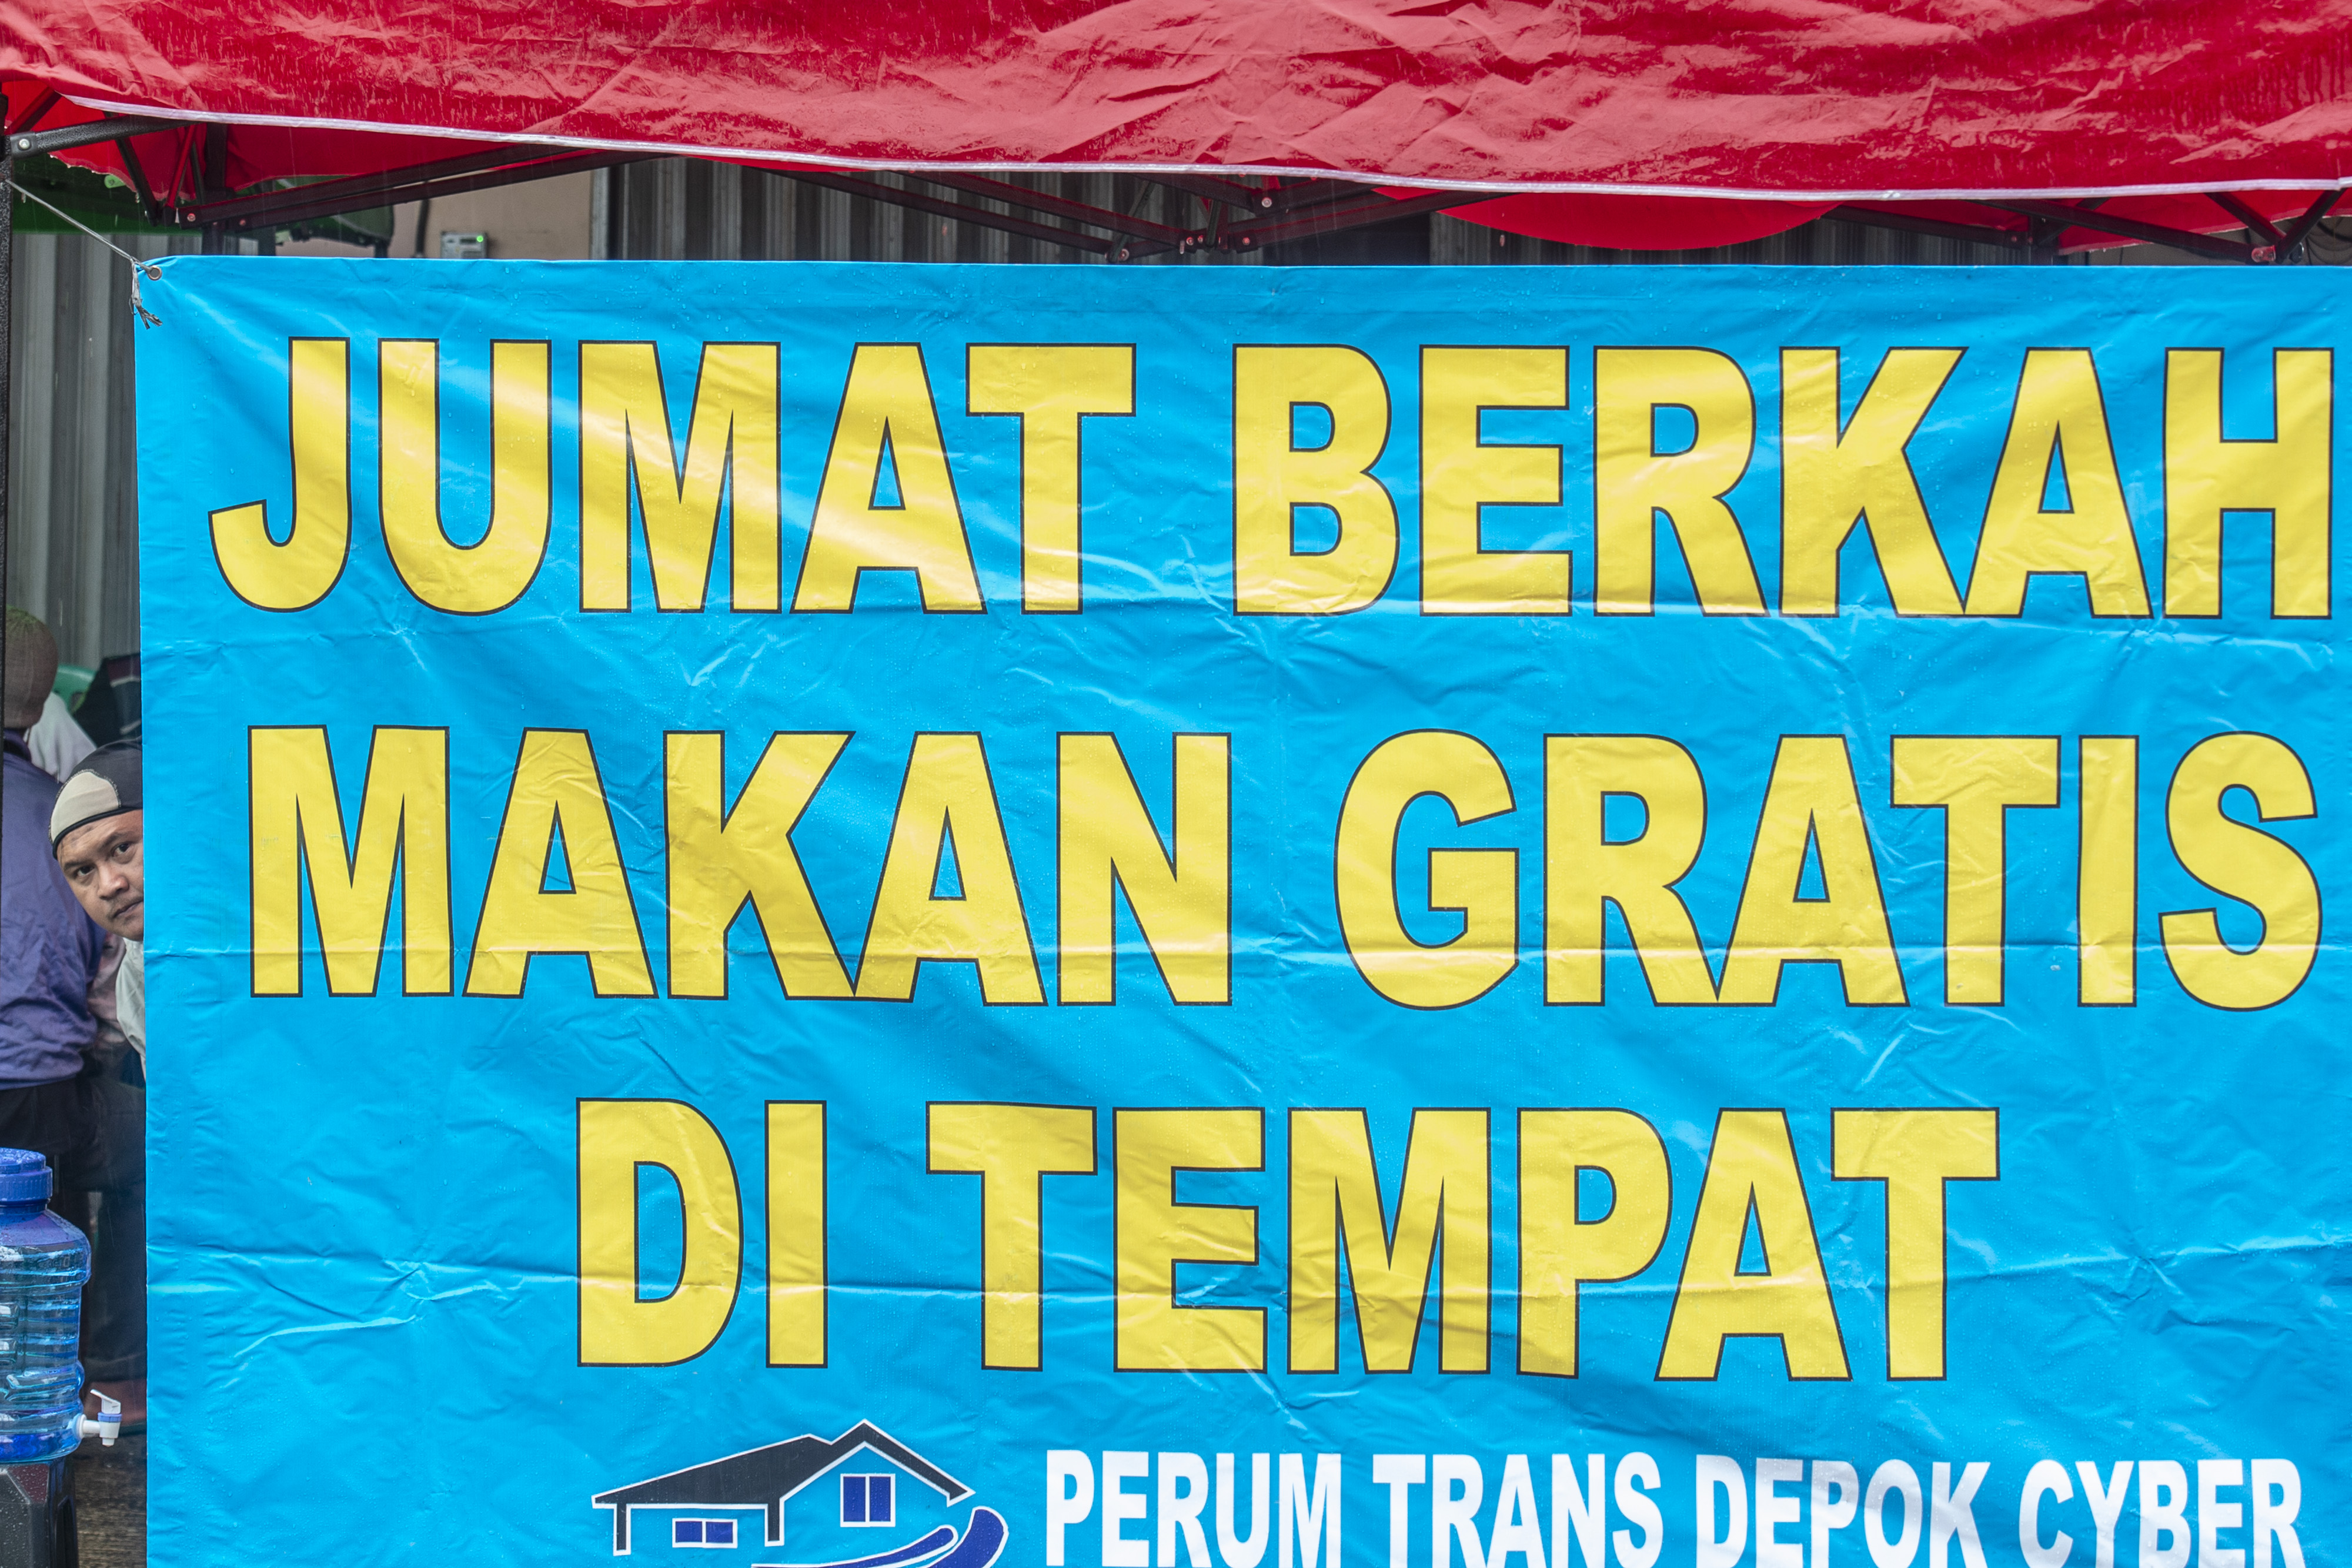 JUMAT BERKAH
MAKAN GRATIS
DI TEMPAT
PERUM TRANS DEPOK CYBER